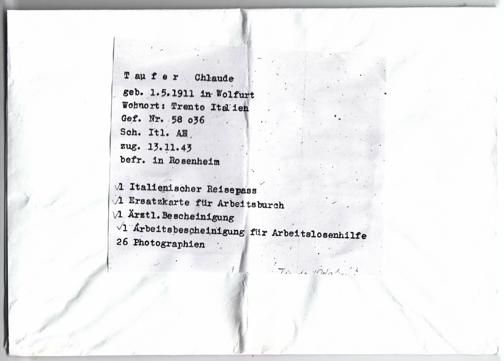 Taufer Chlaude
geb. 1.5.1911 in Wolfurt
Wohnort: Trento Italien
Gef. Nr. 58 o36
Sch. Itl. AH
zug. 13.11.43
befr. in Rosenheim
√1 Italienischer Reisepass
√1 Ersatzkarte für Arbeitsburch
√1 Ärztl.Bescheinigung
√1 Arbeitsbescheinigung für Arbeitslosenhilfe
26 Photographien